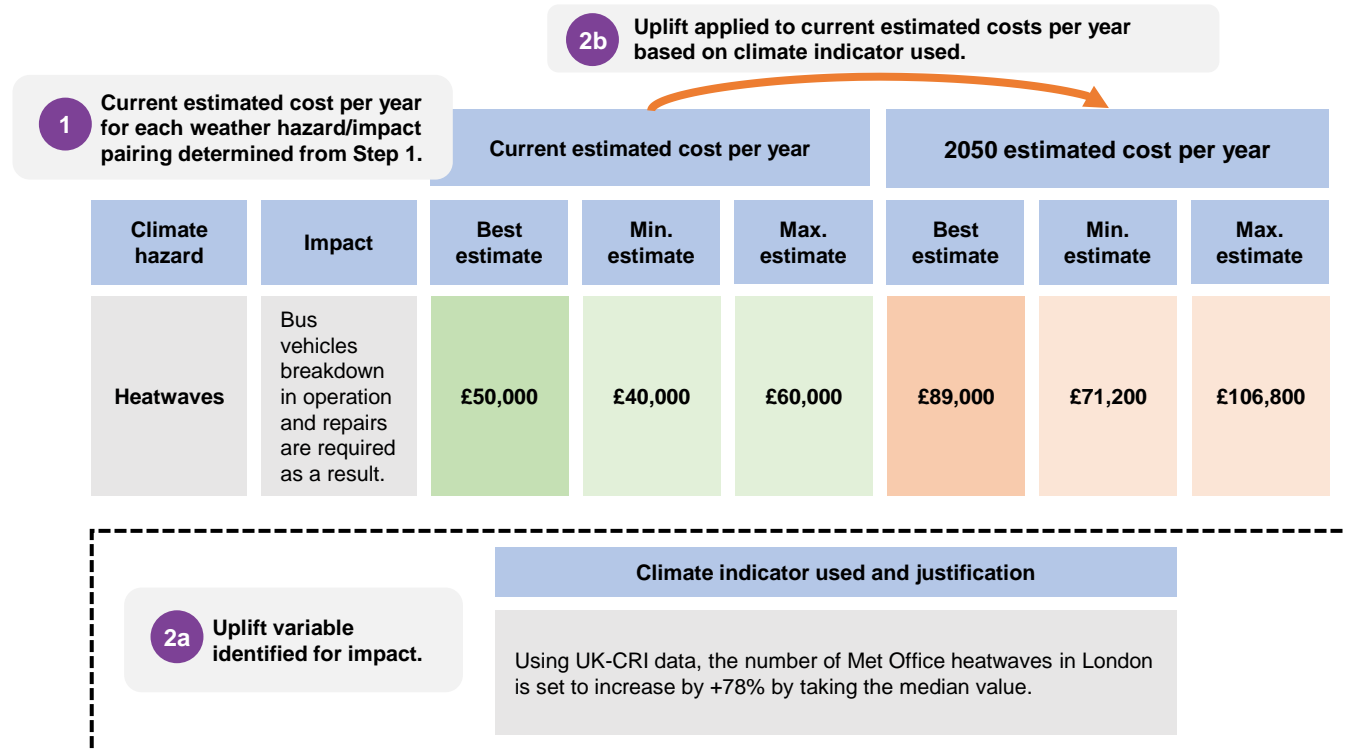 2b
Uplift applied to current estimated costs per year
based on climate indicator used.
1
Current estimated cost per year
for each weather hazard/impact
pairing determined from Step 1.
Current estimated cost per year
2050 estimated cost per year
Climate
hazard
Impact
Best
estimate
Min.
estimate
Max.
estimate
Best
estimate
Min.
estimate
Max.
estimate
Heatwaves
Bus
vehicles
breakdown
in operation
and repairs
are required
as a result.
£50,000
£40,000
£60,000
£89,000
£71,200
£106,800
Climate indicator used and justification
2a
Uplift variable
identified for impact.
Using UK-CRI data, the number of Met Office heatwaves in London
is set to increase by +78% by taking the median value.